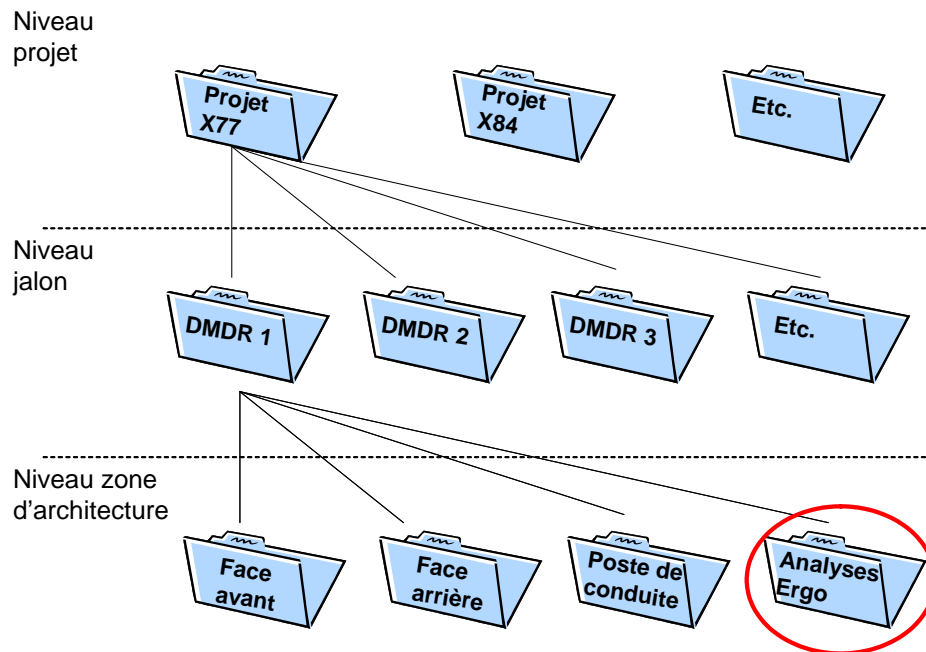 Niveau
projet
Projet
X77
Projet
X84
Etc.
Niveau
jalon
DMDR 1
DMDR 2
DMDR 3
Etc.
Niveau zone
d'architecture
Face
avant
Face
arrière
Poste de
conduite
Analyses
Ergo